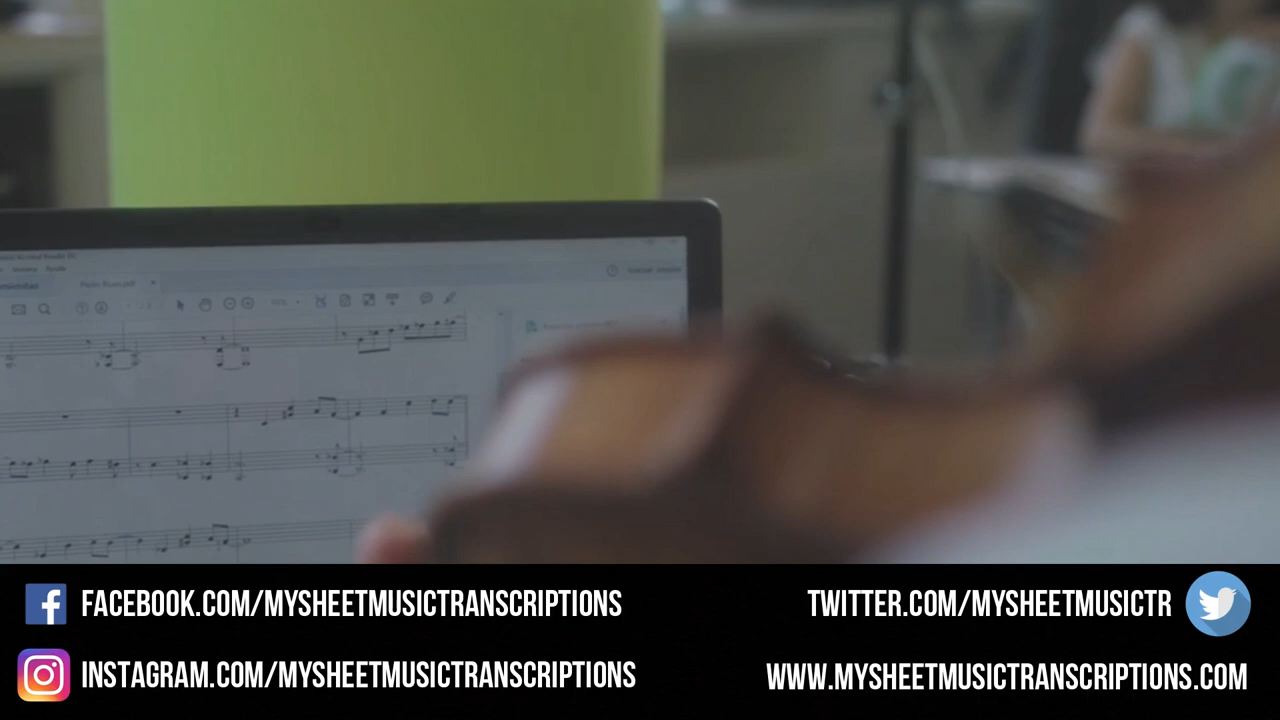 FACEBOOK.COM/MYSHEETMUSICTRANSCRIPTIONS
TWITTER.COM/MYSHEETMUSICTR
INSTAGRAM.COM/MYSHEETMUSICTRANSCRIPTIONS
WWW.MYSHEETMUSICTRANSCRIPTIONS.COM